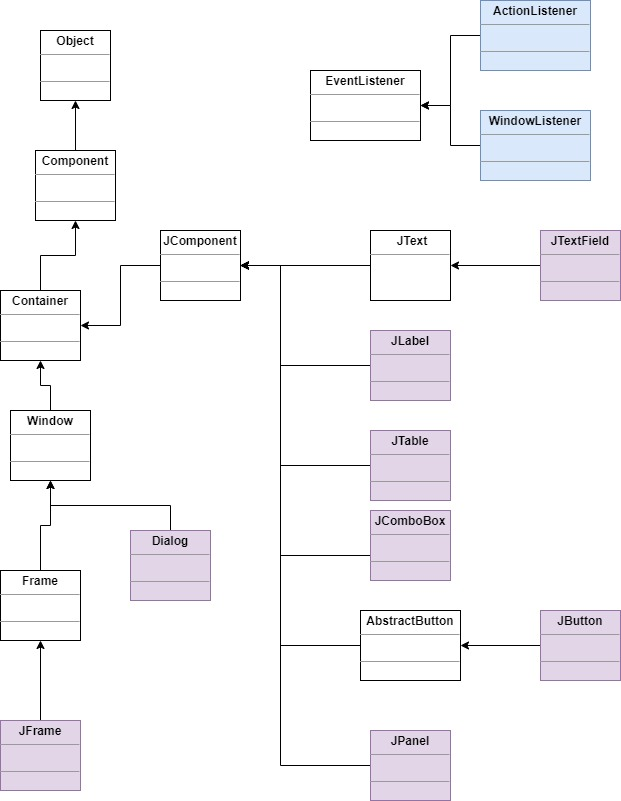 ActionListener
Object
EventListener
WindowListener
Component
JComponent
JText
JTextField
Container
JLabel
Window
JTable
JComboBox
Dialog
Frame
AbstractButton
JButton
JFrame
JPanel